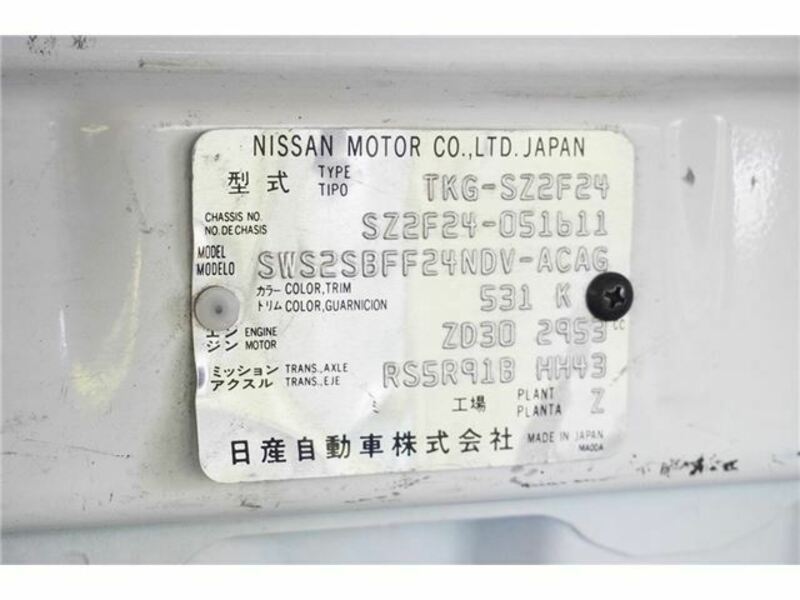 NISSAN MOTOR CO.,LTD. JAPAN
型式 TYPE TIPO TKG-SZ2F24
CHASSIS NO. NO. DE CHASIS SZ2F24-051611
MODEL MODELO SWS2SBFF24NDV-ACAG
カラー COLOR, TRIM
トリム COLOR, GUARNICION 531 K
エンジン ENGINE MOTOR ZD30 2953 CC
ミッション TRANS., AXLE
アクスル TRANS., EJE RS5R91B HH43
工場 PLANT PLANTA Z
日産自動車株式会社 MADE IN JAPAN
MA00A